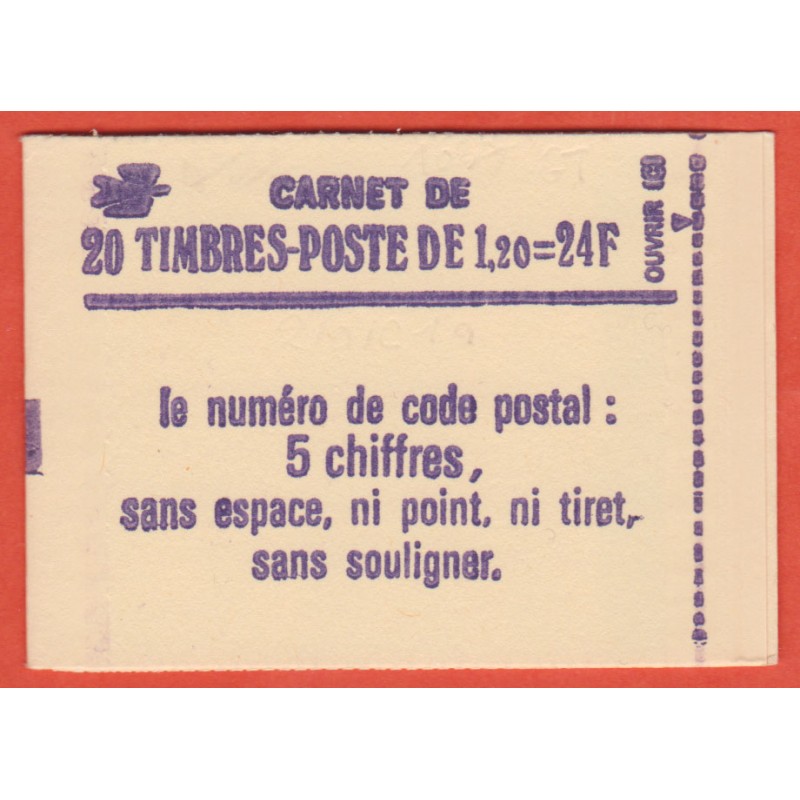 CARNET DE
20 TIMBRES-POSTE DE 1,20=24F
OUVRIR
le numéro de code postal :
5 chiffres,
sans espace, ni point, ni tiret,
sans souligner.